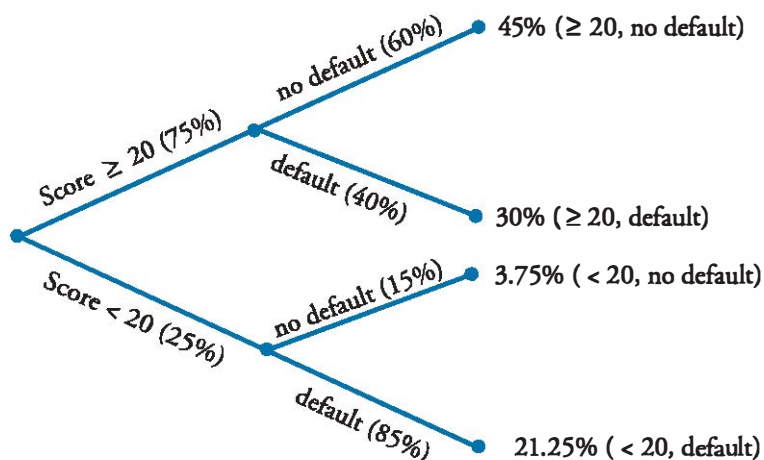 no default (60%)
45% (≥ 20, no default)
Score ≥ 20 (75%)
default (40%)
30% ( ≥ 20, default)
Score < 20 (25%)
no default (15%)
3.75% ( < 20, no default)
default (85%)
21.25% ( < 20, default)